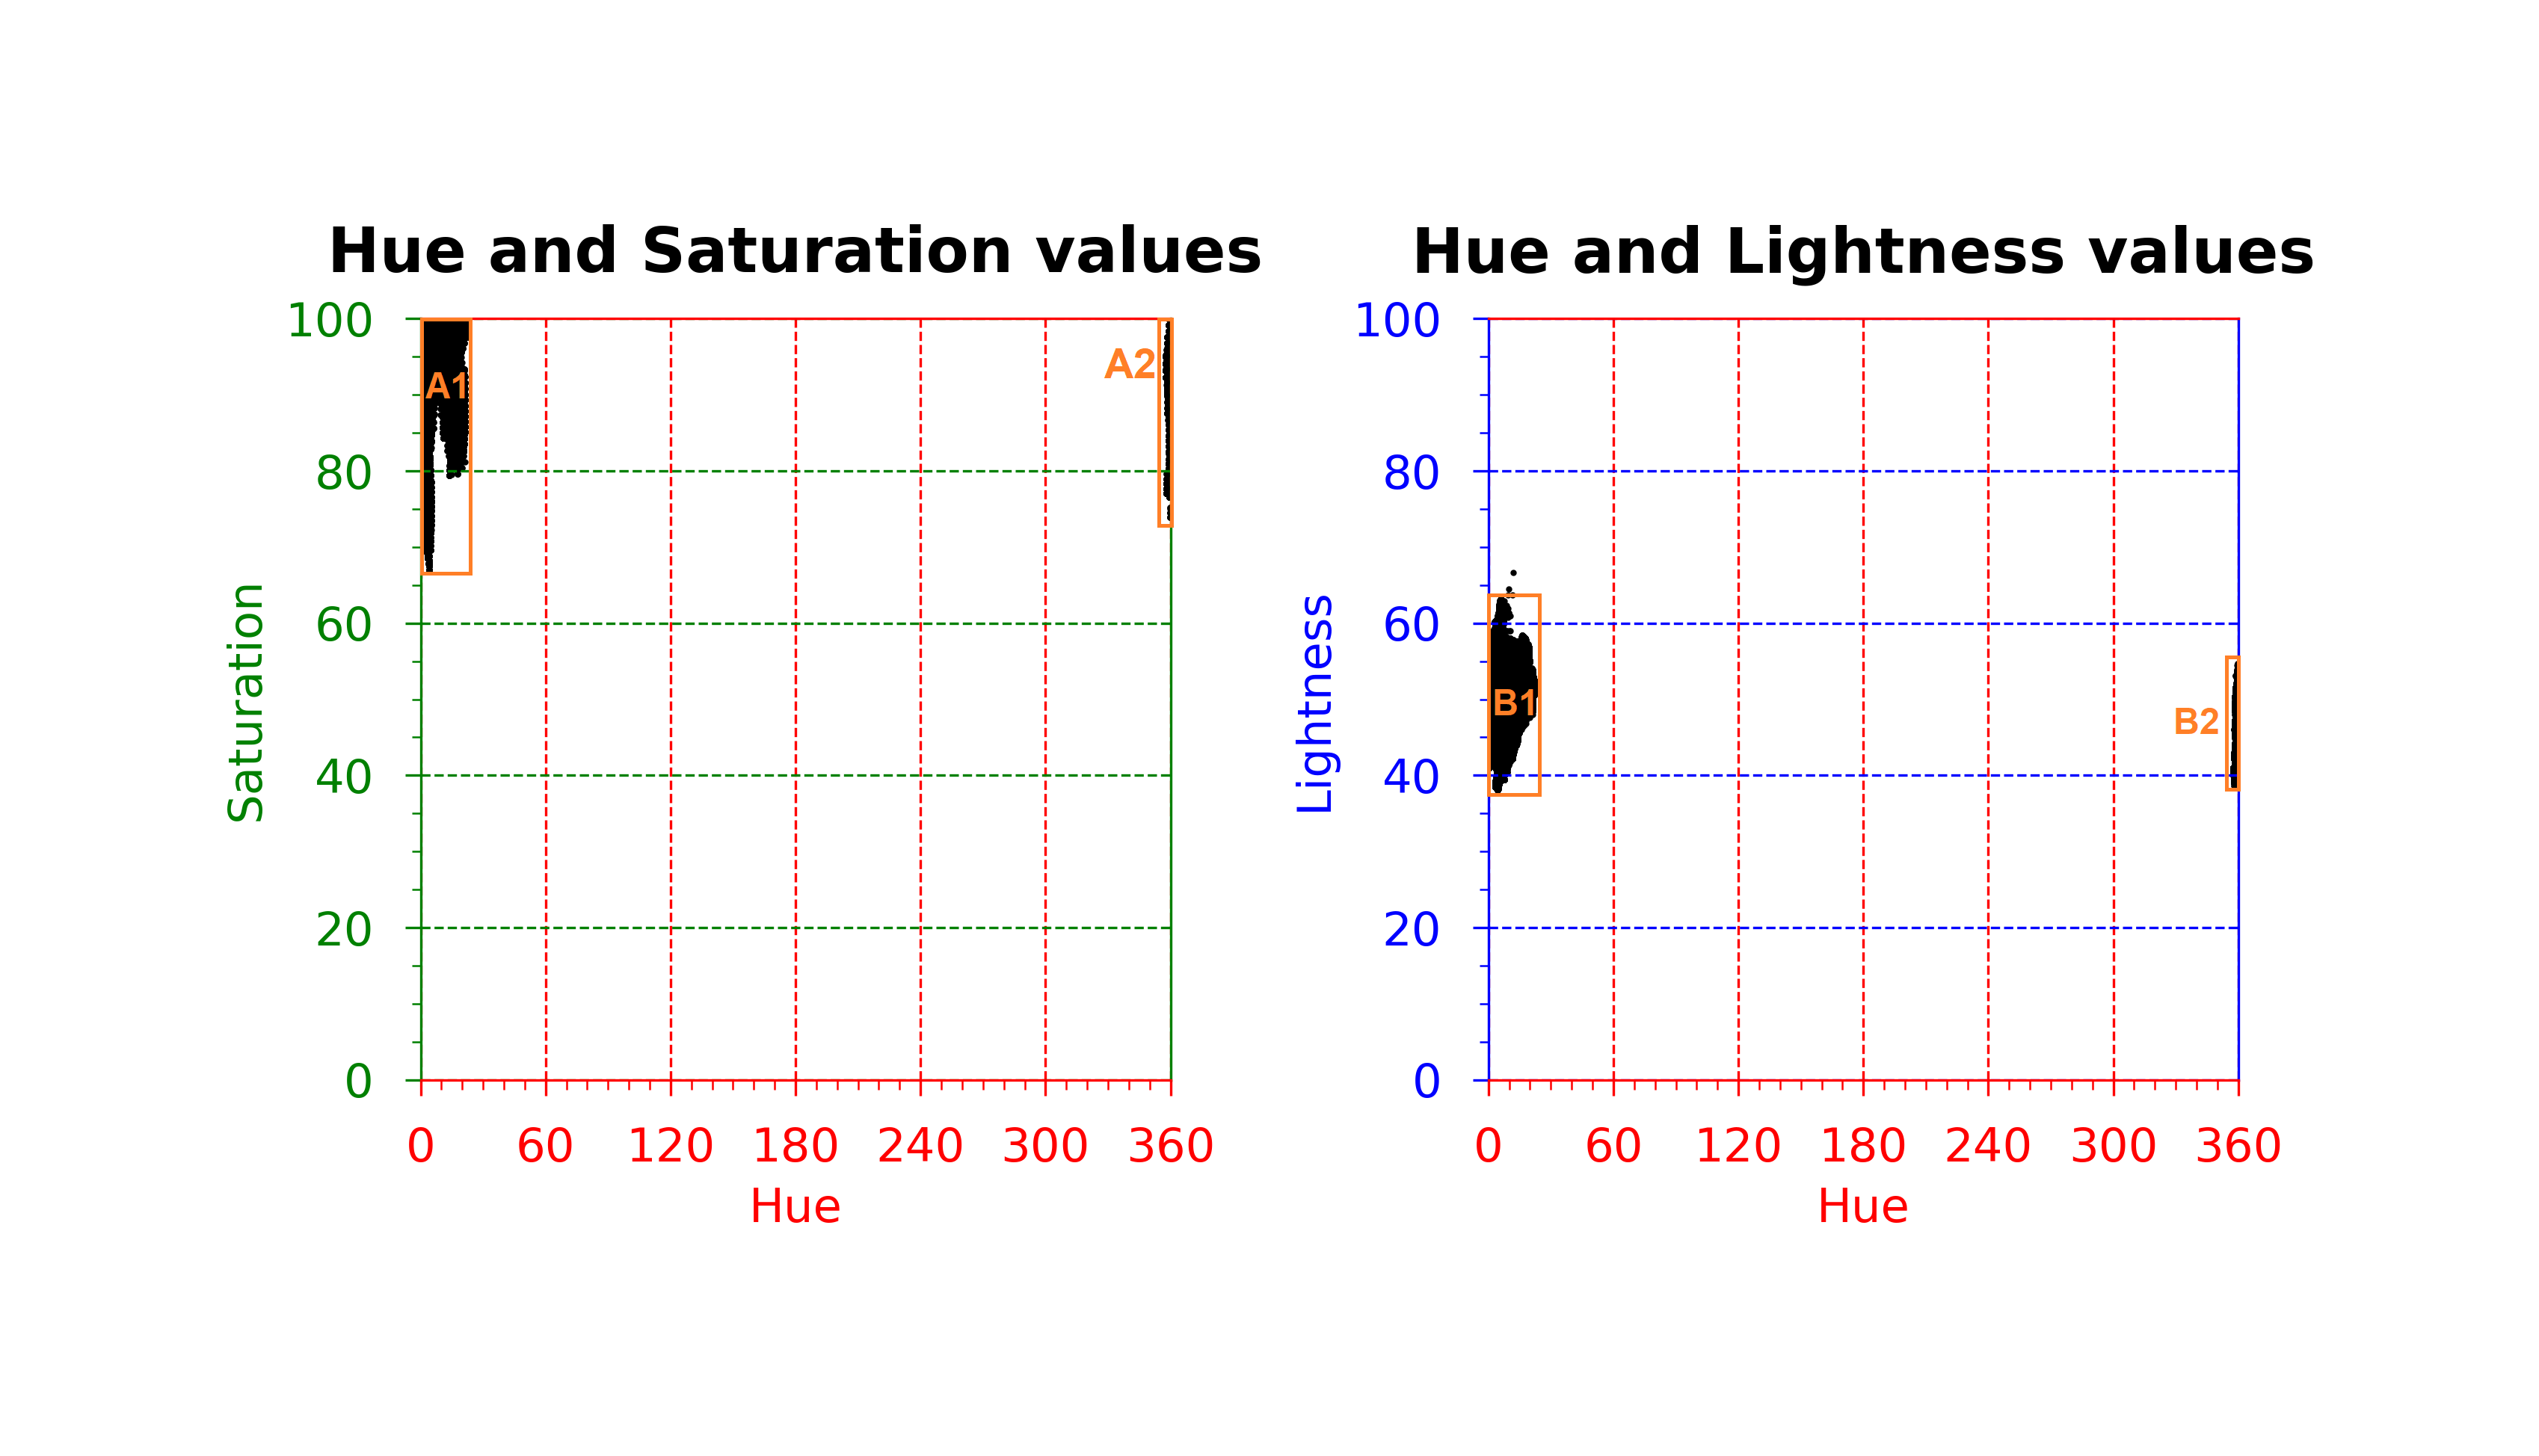 Hue and Saturation values
100
80
60
40
20
0
Saturation
A1
A2
0 60 120 180 240 300 360
Hue
Hue and Lightness values
100
80
60
40
20
0
Lightness
B1
B2
0 60 120 180 240 300 360
Hue